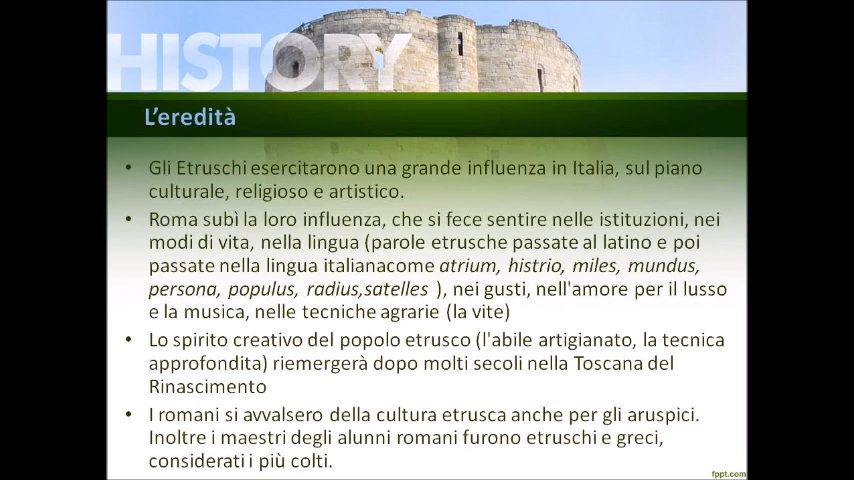 HISTORY
L'eredità
• Gli Etruschi esercitarono una grande influenza in Italia, sul piano
culturale, religioso e artistico.
• Roma subì la loro influenza, che si fece sentire nelle istituzioni, nei
modi di vita, nella lingua (parole etrusche passate al latino e poi
passate nella lingua italianacome atrium, histrio, miles, mundus,
persona, populus, radius,satelles ), nei gusti, nell'amore per il lusso
e la musica, nelle tecniche agrarie (la vite)
• Lo spirito creativo del popolo etrusco (l'abile artigianato, la tecnica
approfondita) riemergerà dopo molti secoli nella Toscana del
Rinascimento
• I romani si avvalsero della cultura etrusca anche per gli aruspici.
Inoltre i maestri degli alunni romani furono etruschi e greci,
considerati i più colti.
fppt.com